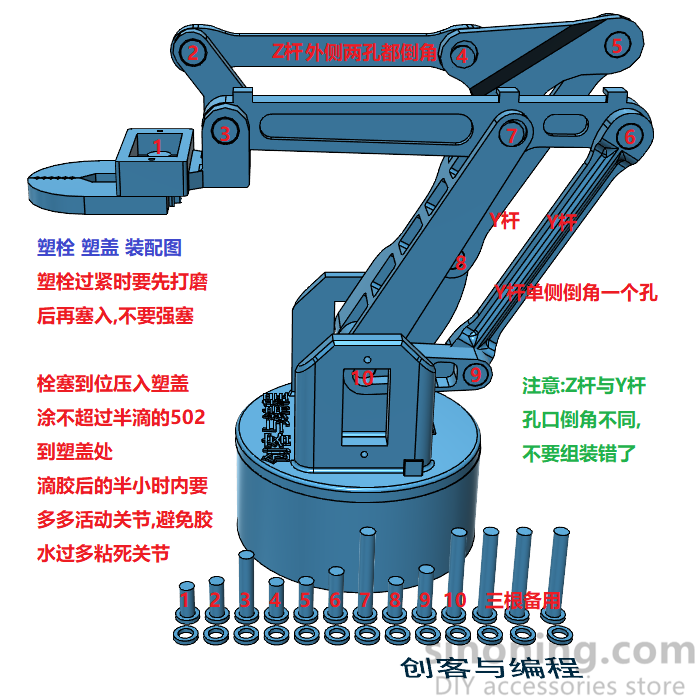 2
Z杆外侧两孔都倒角
4
5
1
3
7
6
塑栓 塑盖 装配图
塑栓过紧时要先打磨
后再塞入,不要强塞
Y杆
Y杆
8
Y杆单侧倒角一个孔
10
9
栓塞到位压入塑盖
涂不超过半滴的502
到塑盖处
滴胶后的半小时内要
多多活动关节,避免胶
水过多粘死关节
注意:Z杆与Y杆
孔口倒角不同,
不要组装错了
创客与编程
1 2 3 4 5 6 7 8 9 10 三根备用
创客与编程
sinoning.com
DIY accessories store